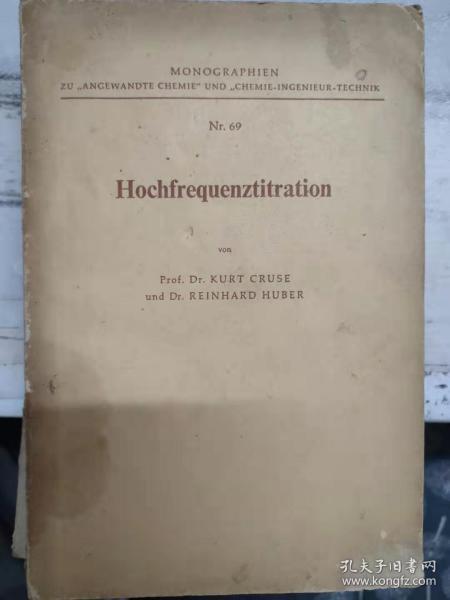 MONOGRAPHIEN
ZU „ANGEWANDTE CHEMIE" UND „CHEMIE-INGENIEUR-TECHNIK
Nr. 69
Hochfrequenztitration
von
Prof. Dr. KURT CRUSE
und Dr. REINHARD HUBER
孔夫子旧书网
www.kongfz.com